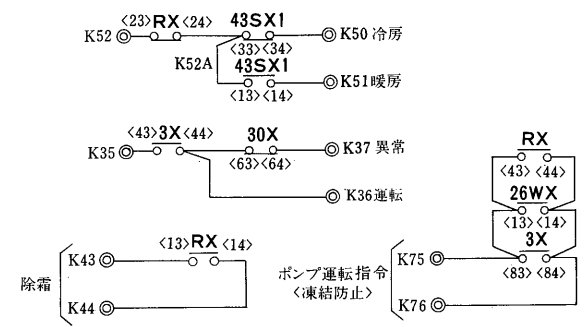 <23> RX <24> 43SX1
K52 K50 冷房
K52A <33> <34>
43SX1
K51 暖房
<13> <14>
<43> 3X <44> 30X
K35 K37 異常
<63> <64>
K36 運転
RX
<43> <44>
26WX
<13> <14>
3X
<83> <84>
除霜
K43 <13> RX <14>
K44
ポンプ運転指令
<凍結防止>
K75
K76